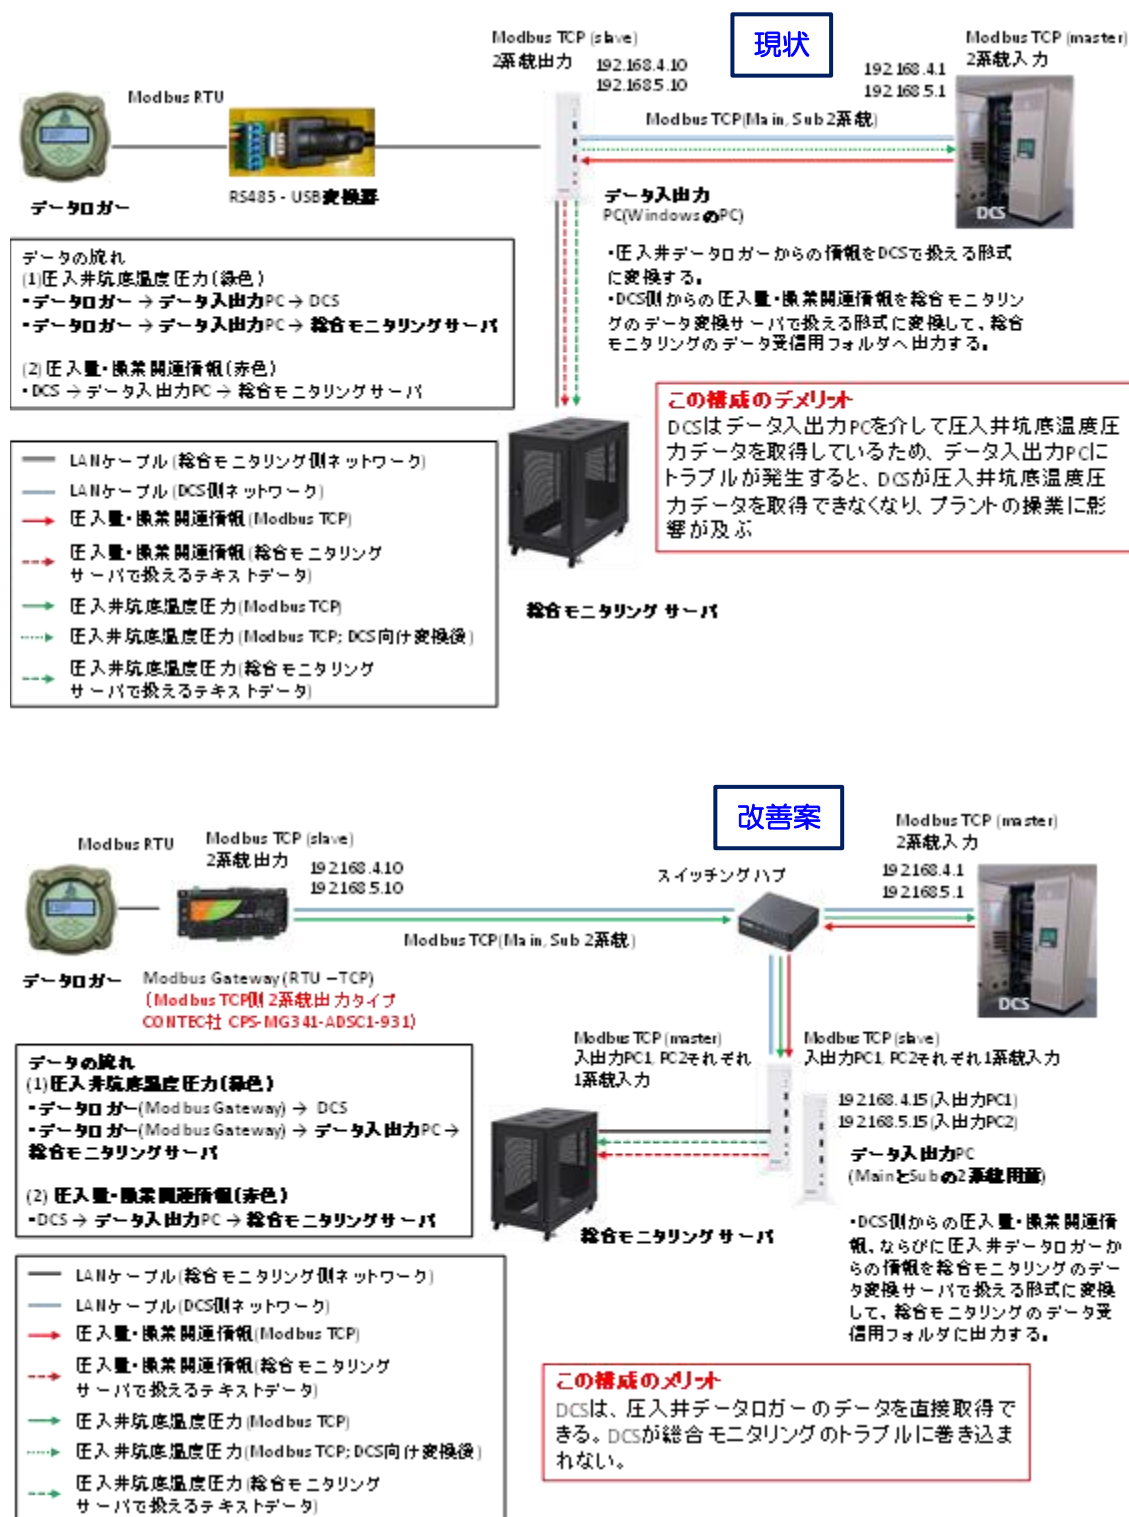 現状
Modbus TCP (slave)
2系統出力
192.168.4.10
192.168.5.10
Modbus TCP (master)
2系統入力
192.168.4.1
192.168.5.1
Modbus RTU
Modbus TCP(Main, Sub 2系統)
データロガー
RS485 - USB変換器
データ入出力
PC(WindowsのPC)
DCS
・圧入井データロガーからの情報をDCSで扱える形式
に変換する。
・DCS側からの圧入量・操業関連情報を総合モニタリン
グのデータ変換サーバで扱える形式に変換して、総合
モニタリングのデータ受信用フォルダへ出力する。
データの流れ
(1)圧入井坑底温度圧力(緑色)
・データロガー → データ入出力PC → DCS
・データロガー → データ入出力PC → 総合モニタリングサーバ
(2)圧入量・操業関連情報(赤色)
・DCS → データ入出力PC → 総合モニタリングサーバ
この構成のデメリット
DCSはデータ入出力PCを介して圧入井坑底温度圧
力データを取得しているため、データ入出力PCに
トラブルが発生すると、DCSが圧入井坑底温度圧
力データを取得できなくなり、プラントの操業に影
響が及ぶ
LANケーブル(総合モニタリング側ネットワーク)
LANケーブル(DCS側ネットワーク)
圧入量・操業関連情報(Modbus TCP)
圧入量・操業関連情報(総合モニタリング
サーバで扱えるテキストデータ)
圧入井坑底温度圧力(Modbus TCP)
圧入井坑底温度圧力(Modbus TCP; DCS向け変換後)
圧入井坑底温度圧力(総合モニタリング
サーバで扱えるテキストデータ)
総合モニタリング サーバ
改善案
Modbus RTU
Modbus TCP (slave)
2系統出力
192.168.4.10
192.168.5.10
スイッチングハブ
Modbus TCP (master)
2系統入力
192.168.4.1
192.168.5.1
Modbus TCP(Main, Sub 2系統)
データロガー
Modbus Gateway(RTU –TCP)
(Modbus TCP側 2系統出力タイプ
CONTEC社 CPS-MG341-ADSC1-931)
DCS
Modbus TCP (master)
入出力PC1, PC2それぞれ
1系統入力
Modbus TCP (slave)
入出力PC1, PC2それぞれ1系統入力
192.168.4.15(入出力PC1)
192.168.5.15(入出力PC2)
データ入出力PC
(MainとSubの2系統用意)
データの流れ
(1)圧入井坑底温度圧力(緑色)
・データロガー(Modbus Gateway) → DCS
・データロガー(Modbus Gateway) → データ入出力PC →
総合モニタリングサーバ
(2) 圧入量・操業関連情報(赤色)
・DCS → データ入出力PC → 総合モニタリングサーバ
総合モニタリング サーバ
・DCS側からの圧入量・操業関連情
報、ならびに圧入井データロガーか
らの情報を総合モニタリングのデー
タ変換サーバで扱える形式に変換
して、総合モニタリングのデータ受
信用フォルダに出力する。
LANケーブル(総合モニタリング側ネットワーク)
LANケーブル(DCS側ネットワーク)
圧入量・操業関連情報(Modbus TCP)
圧入量・操業関連情報(総合モニタリング
サーバで扱えるテキストデータ)
圧入井坑底温度圧力(Modbus TCP)
圧入井坑底温度圧力(Modbus TCP; DCS向け変換後)
圧入井坑底温度圧力(総合モニタリング
サーバで扱えるテキストデータ)
この構成のメリット
DCSは、圧入井データロガーのデータを直接取得で
きる。DCSが総合モニタリングのトラブルに巻き込ま
れない。